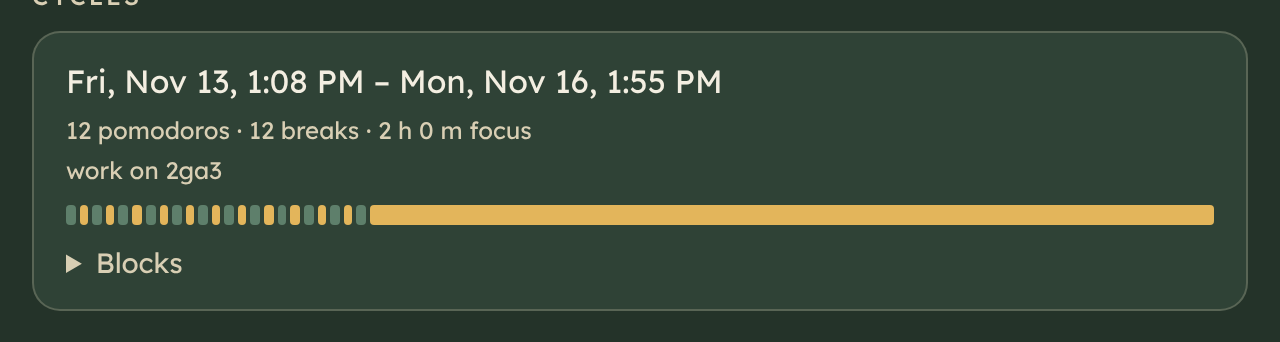 CYCLES
Fri, Nov 13, 1:08 PM – Mon, Nov 16, 1:55 PM
12 pomodoros · 12 breaks · 2 h 0 m focus
work on 2ga3
Blocks